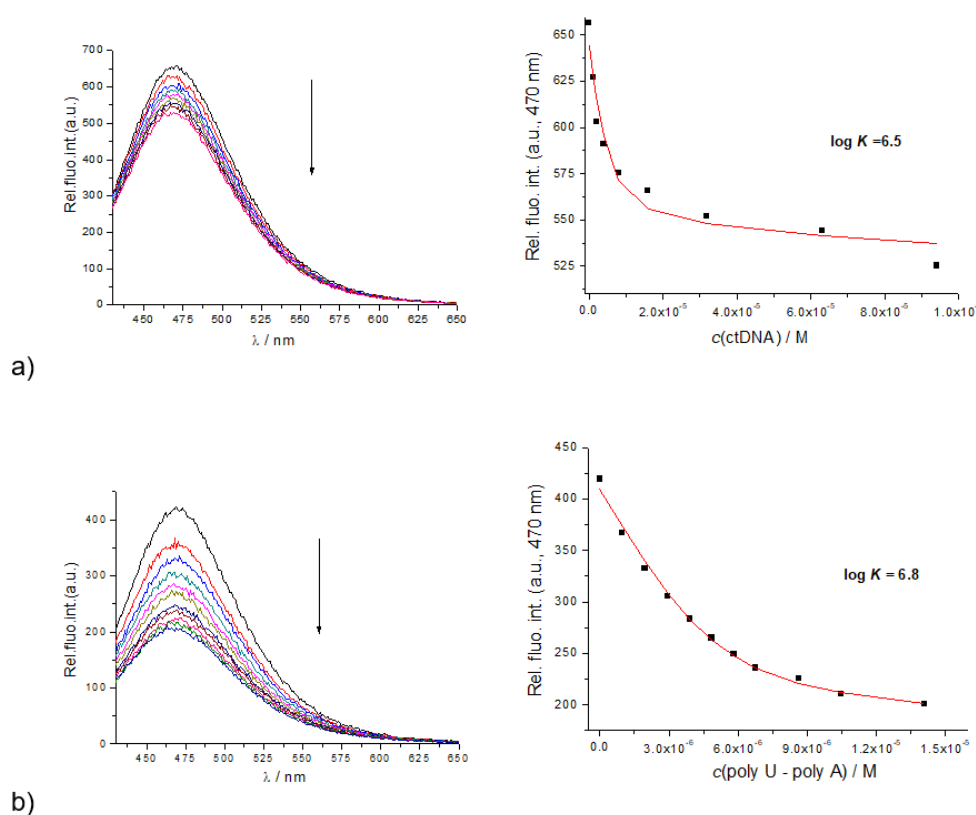 700
600
500
400
300
200
100
0
Rel.fluo.int.(a.u.)
450 475 500 525 550 575 600 625 650
λ / nm
650
625
600
575
550
525
Rel. fluo. int. (a.u., 470 nm)
log K =6.5
0.0 2.0x10⁻⁵ 4.0x10⁻⁵ 6.0x10⁻⁵ 8.0x10⁻⁵ 1.0x10⁻
c(ctDNA) / M
a)
400
300
200
100
0
Rel.fluo.int.(a.u.)
450 475 500 525 550 575 600 625 650
λ / nm
450
400
350
300
250
200
Rel. fluo. int. (a.u., 470 nm)
log K = 6.8
0.0 3.0x10⁻⁶ 6.0x10⁻⁶ 9.0x10⁻⁶ 1.2x10⁻⁵ 1.5x10⁻⁵
c(poly U - poly A) / M
b)